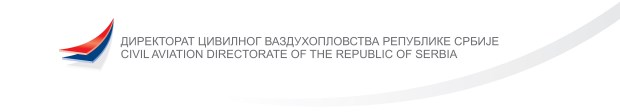 ДИРЕКТОРАТ ЦИВИЛНОГ ВАЗДУХОПЛОВСТВА РЕПУБЛИКЕ СРБИЈЕ
CIVIL AVIATION DIRECTORATE OF THE REPUBLIC OF SERBIA